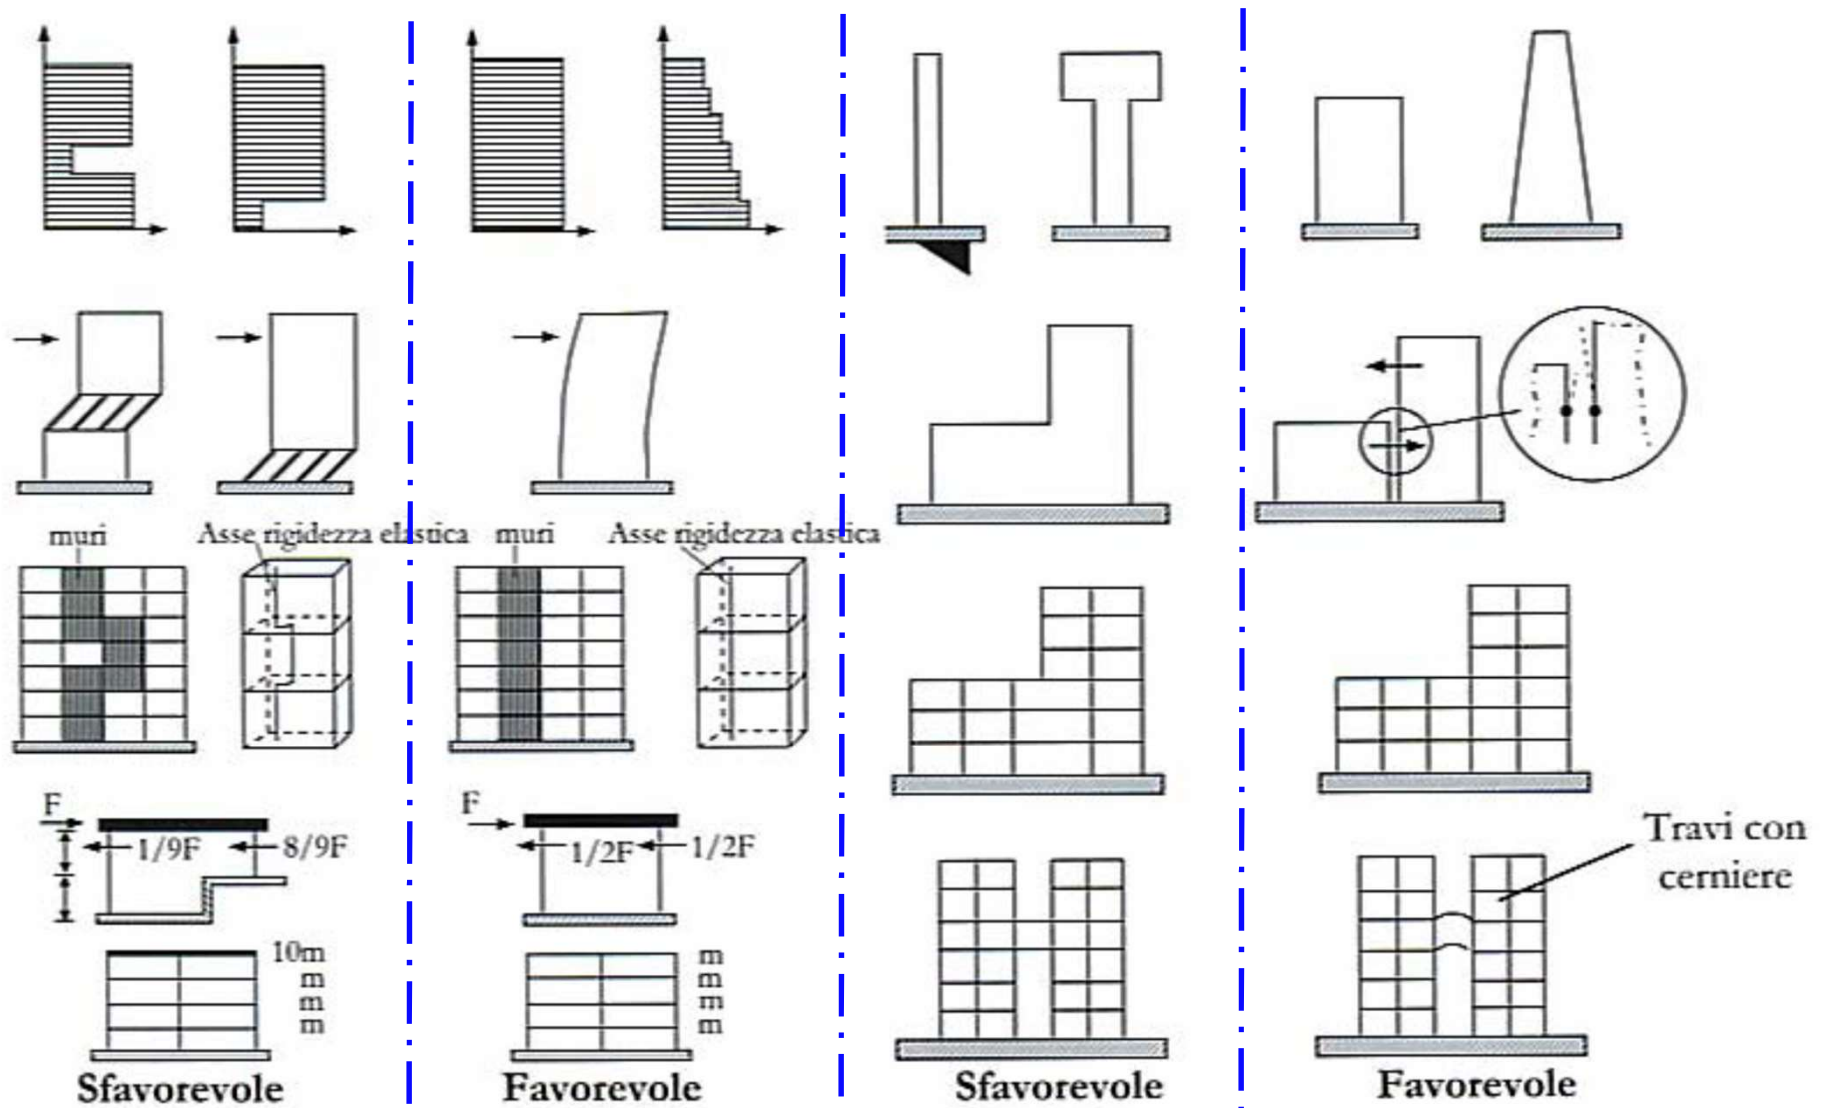 muri
Asse rigidezza elastica
muri
Asse rigidezza elastica
F
1/9F
8/9F
F
1/2F
1/2F
Travi con
cerniere
10m
m
m
m
m
m
m
m
Sfavorevole
Favorevole
Sfavorevole
Favorevole